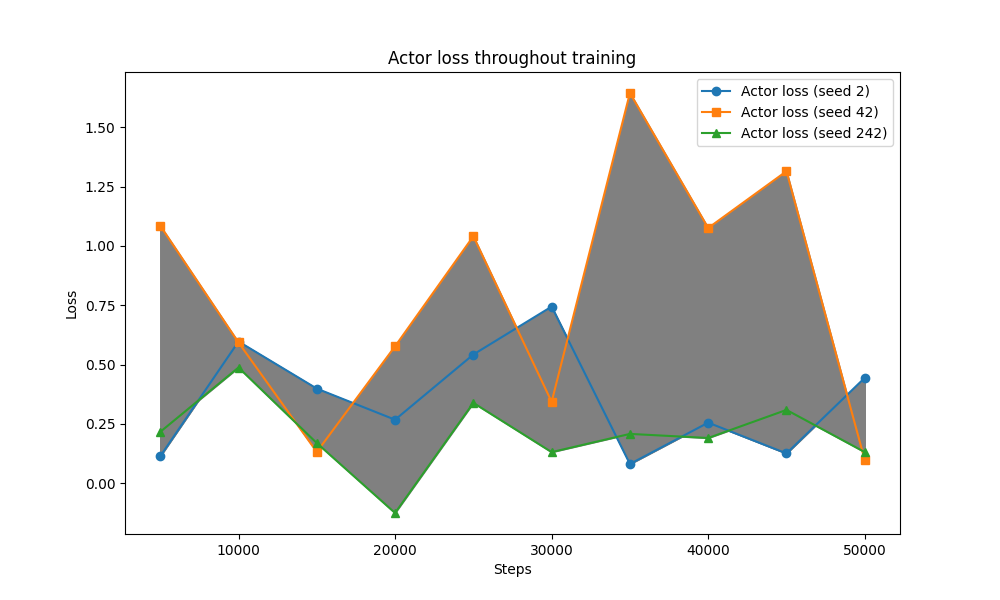 Actor loss throughout training
Actor loss (seed 2)
Actor loss (seed 42)
Actor loss (seed 242)
Loss
1.50
1.25
1.00
0.75
0.50
0.25
0.00
10000 20000 30000 40000 50000
Steps